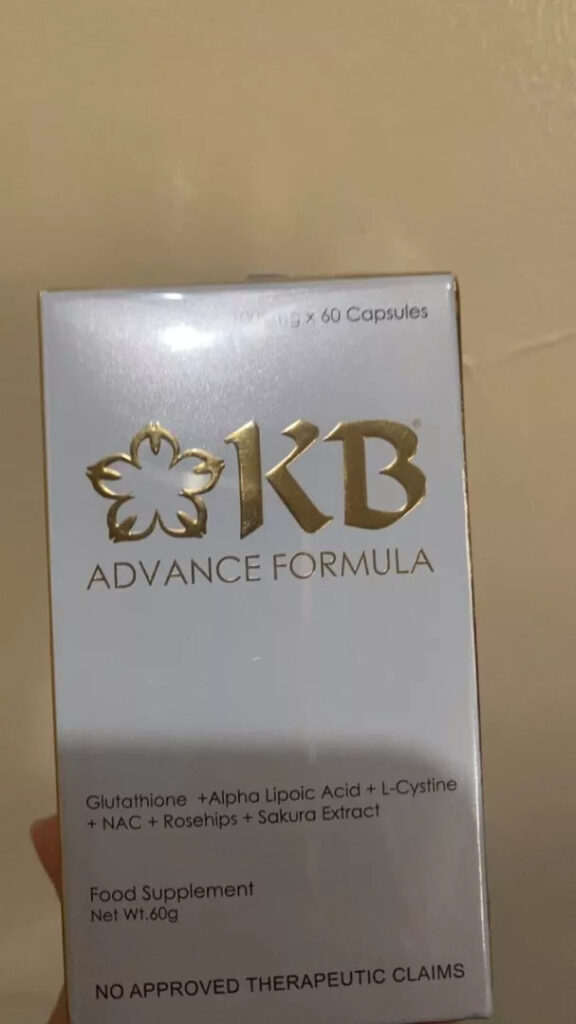 x 60 Capsules
KB®
ADVANCE FORMULA
Glutathione +Alpha Lipoic Acid + L-Cystine
+ NAC + Rosehips + Sakura Extract
Food Supplement
Net Wt.60g
NO APPROVED THERAPEUTIC CLAIMS